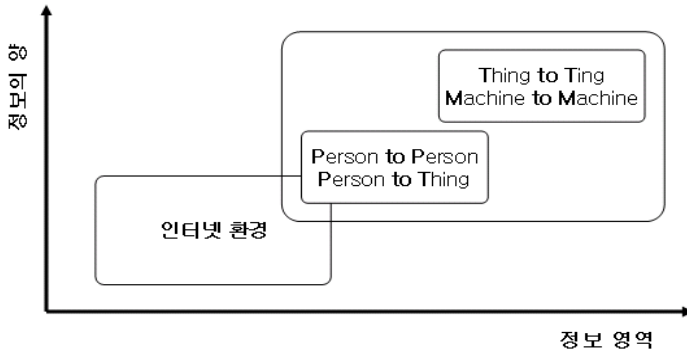 정보의 양
Thing to Ting
Machine to Machine
Person to Person
Person to Thing
인터넷 환경
정보 영역